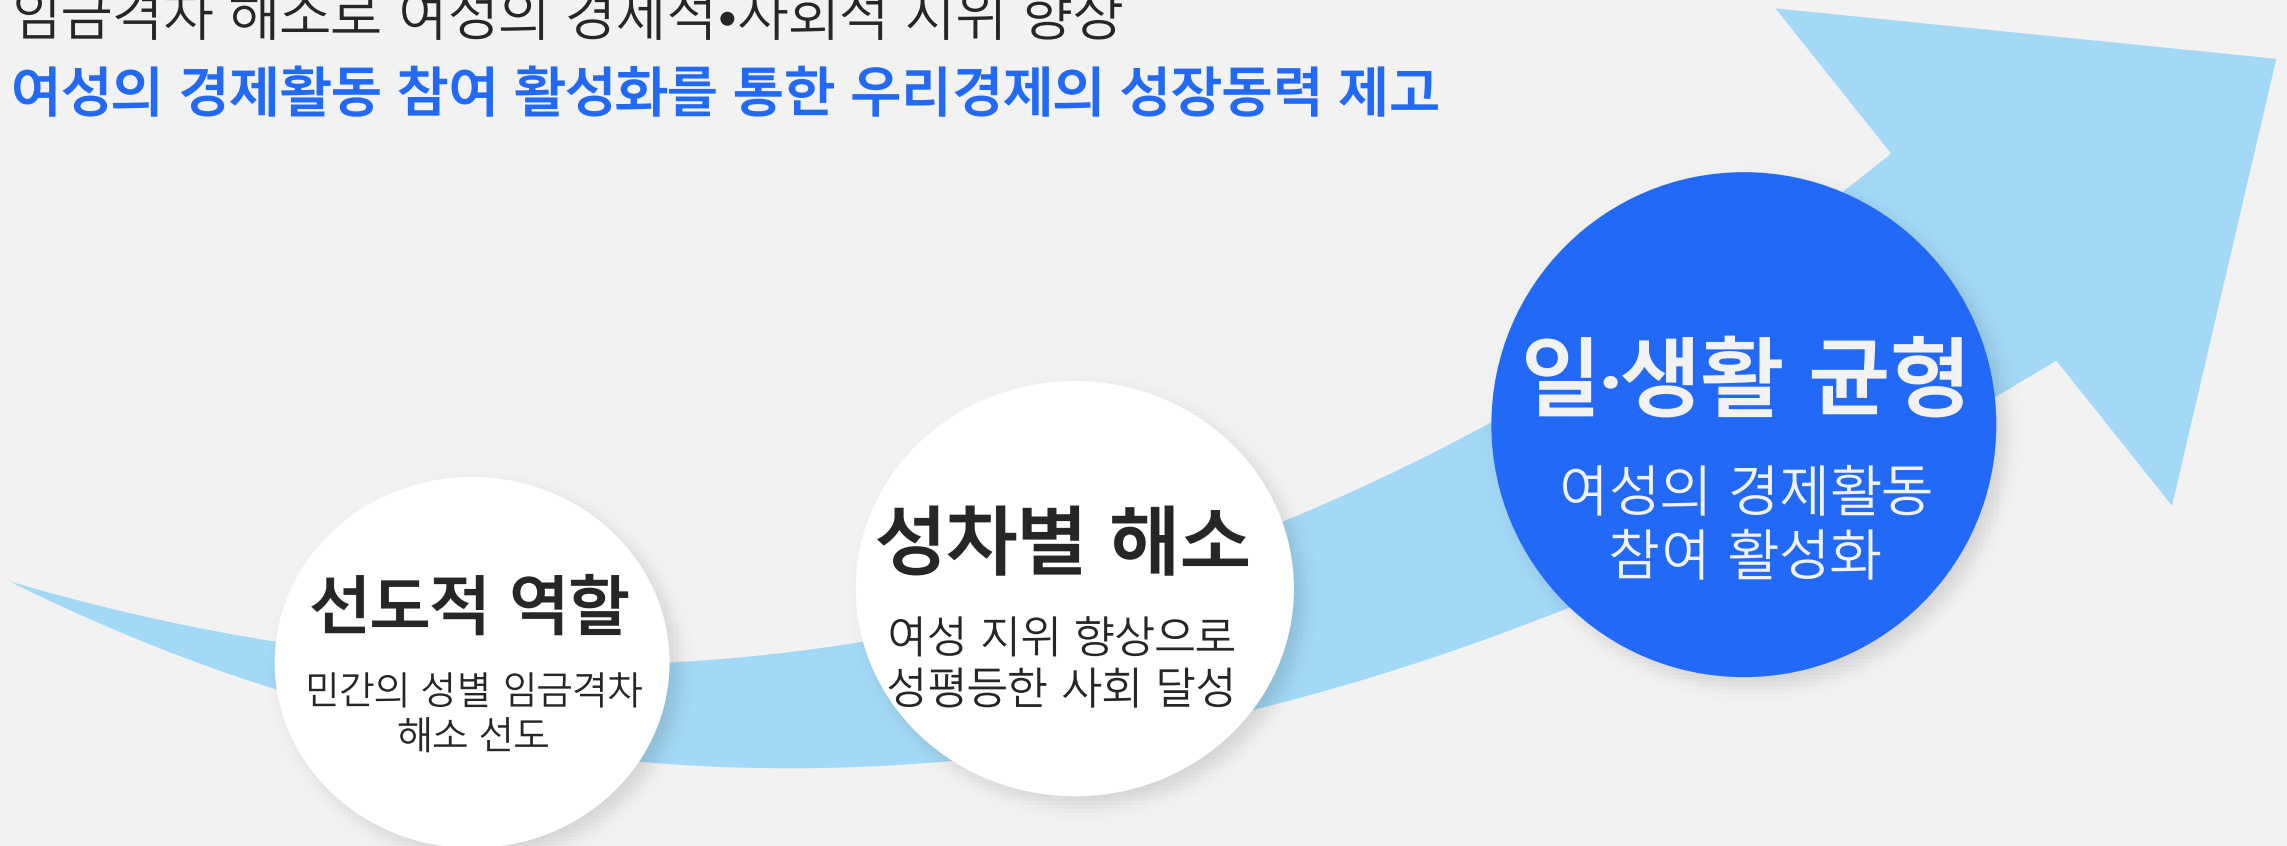 임금격차 해소로 여성의 경제적•사회적 지위 향상
여성의 경제활동 참여 활성화를 통한 우리경제의 성장동력 제고
선도적 역할
민간의 성별 임금격차
해소 선도
성차별 해소
여성 지위 향상으로
성평등한 사회 달성
일·생활 균형
여성의 경제활동
참여 활성화